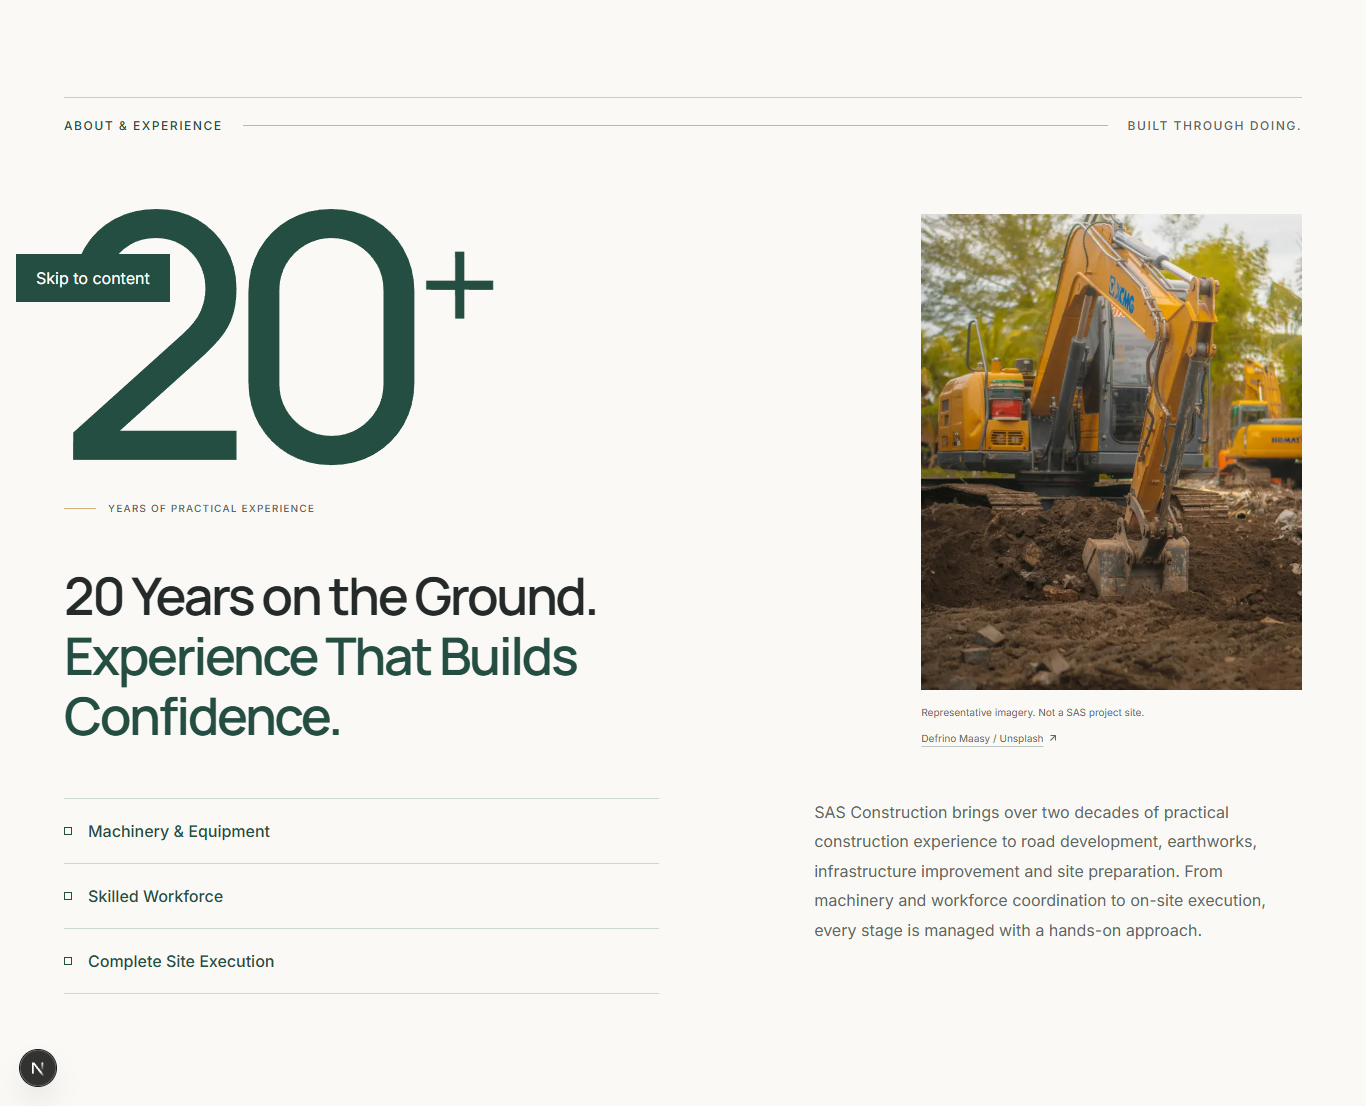 ABOUT & EXPERIENCE
BUILT THROUGH DOING.
20+
Skip to content
YEARS OF PRACTICAL EXPERIENCE
20 Years on the Ground.
Experience That Builds
Confidence.
XCMG
Representative imagery. Not a SAS project site.
Defrino Maasy / Unsplash
Machinery & Equipment
Skilled Workforce
Complete Site Execution
SAS Construction brings over two decades of practical
construction experience to road development, earthworks,
infrastructure improvement and site preparation. From
machinery and workforce coordination to on-site execution,
every stage is managed with a hands-on approach.
N